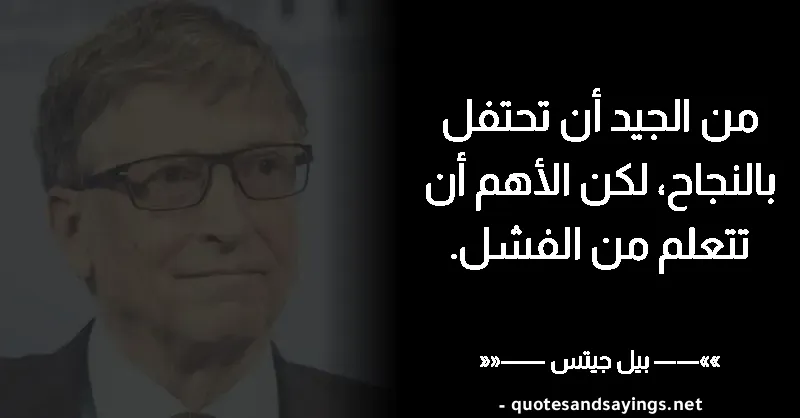 من الجيد أن تحتفل
بالنجاح، لكن الأهم أن
تتعلم من الفشل.
»»—— بيل جيتس ——««
- quotesandsayings.net